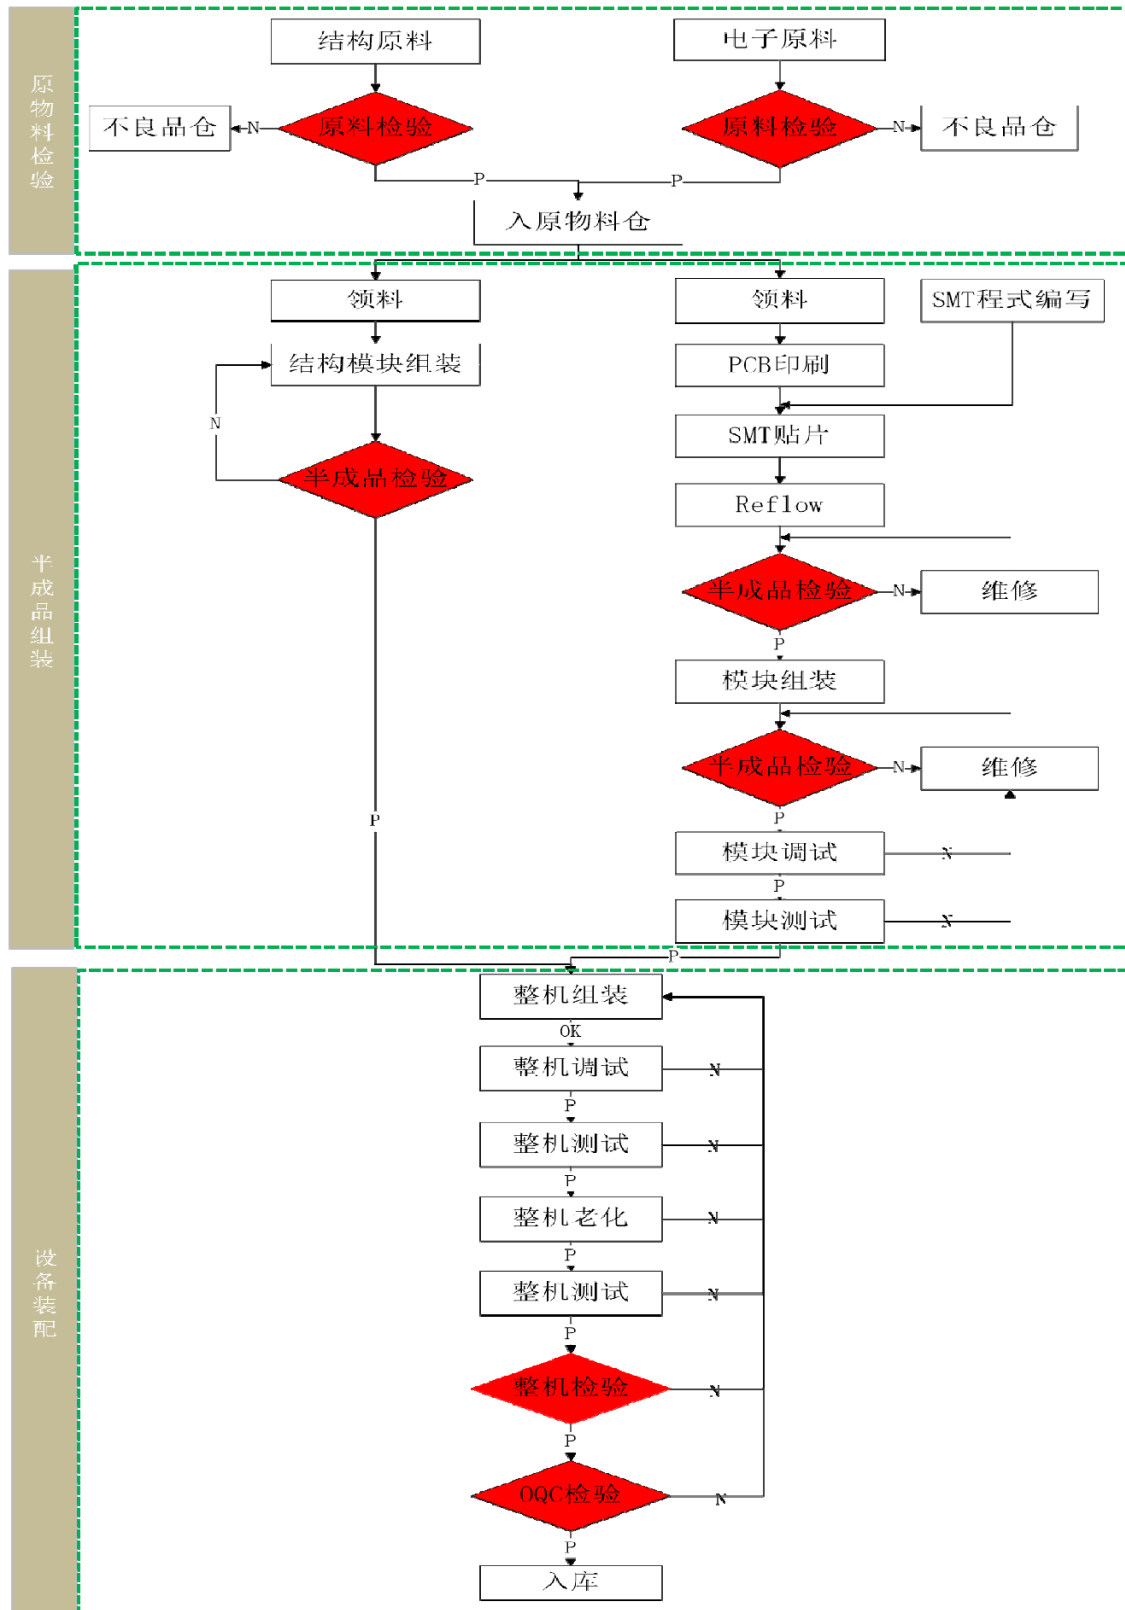 原物料检验
结构原料
电子原料
原料检验
原料检验
不良品仓
N
N
不良品仓
P
P
入原物料仓
半成品组装
领料
领料
SMT程式编写
结构模块组装
PCB印刷
N
SMT贴片
半成品检验
Reflow
半成品检验
N
维修
P
模块组装
半成品检验
N
维修
P
P
模块调试
N
P
模块测试
N
P
设备装配
整机组装
OK
整机调试
N
P
整机测试
N
P
整机老化
N
P
整机测试
N
P
整机检验
N
P
OQC检验
N
P
入库